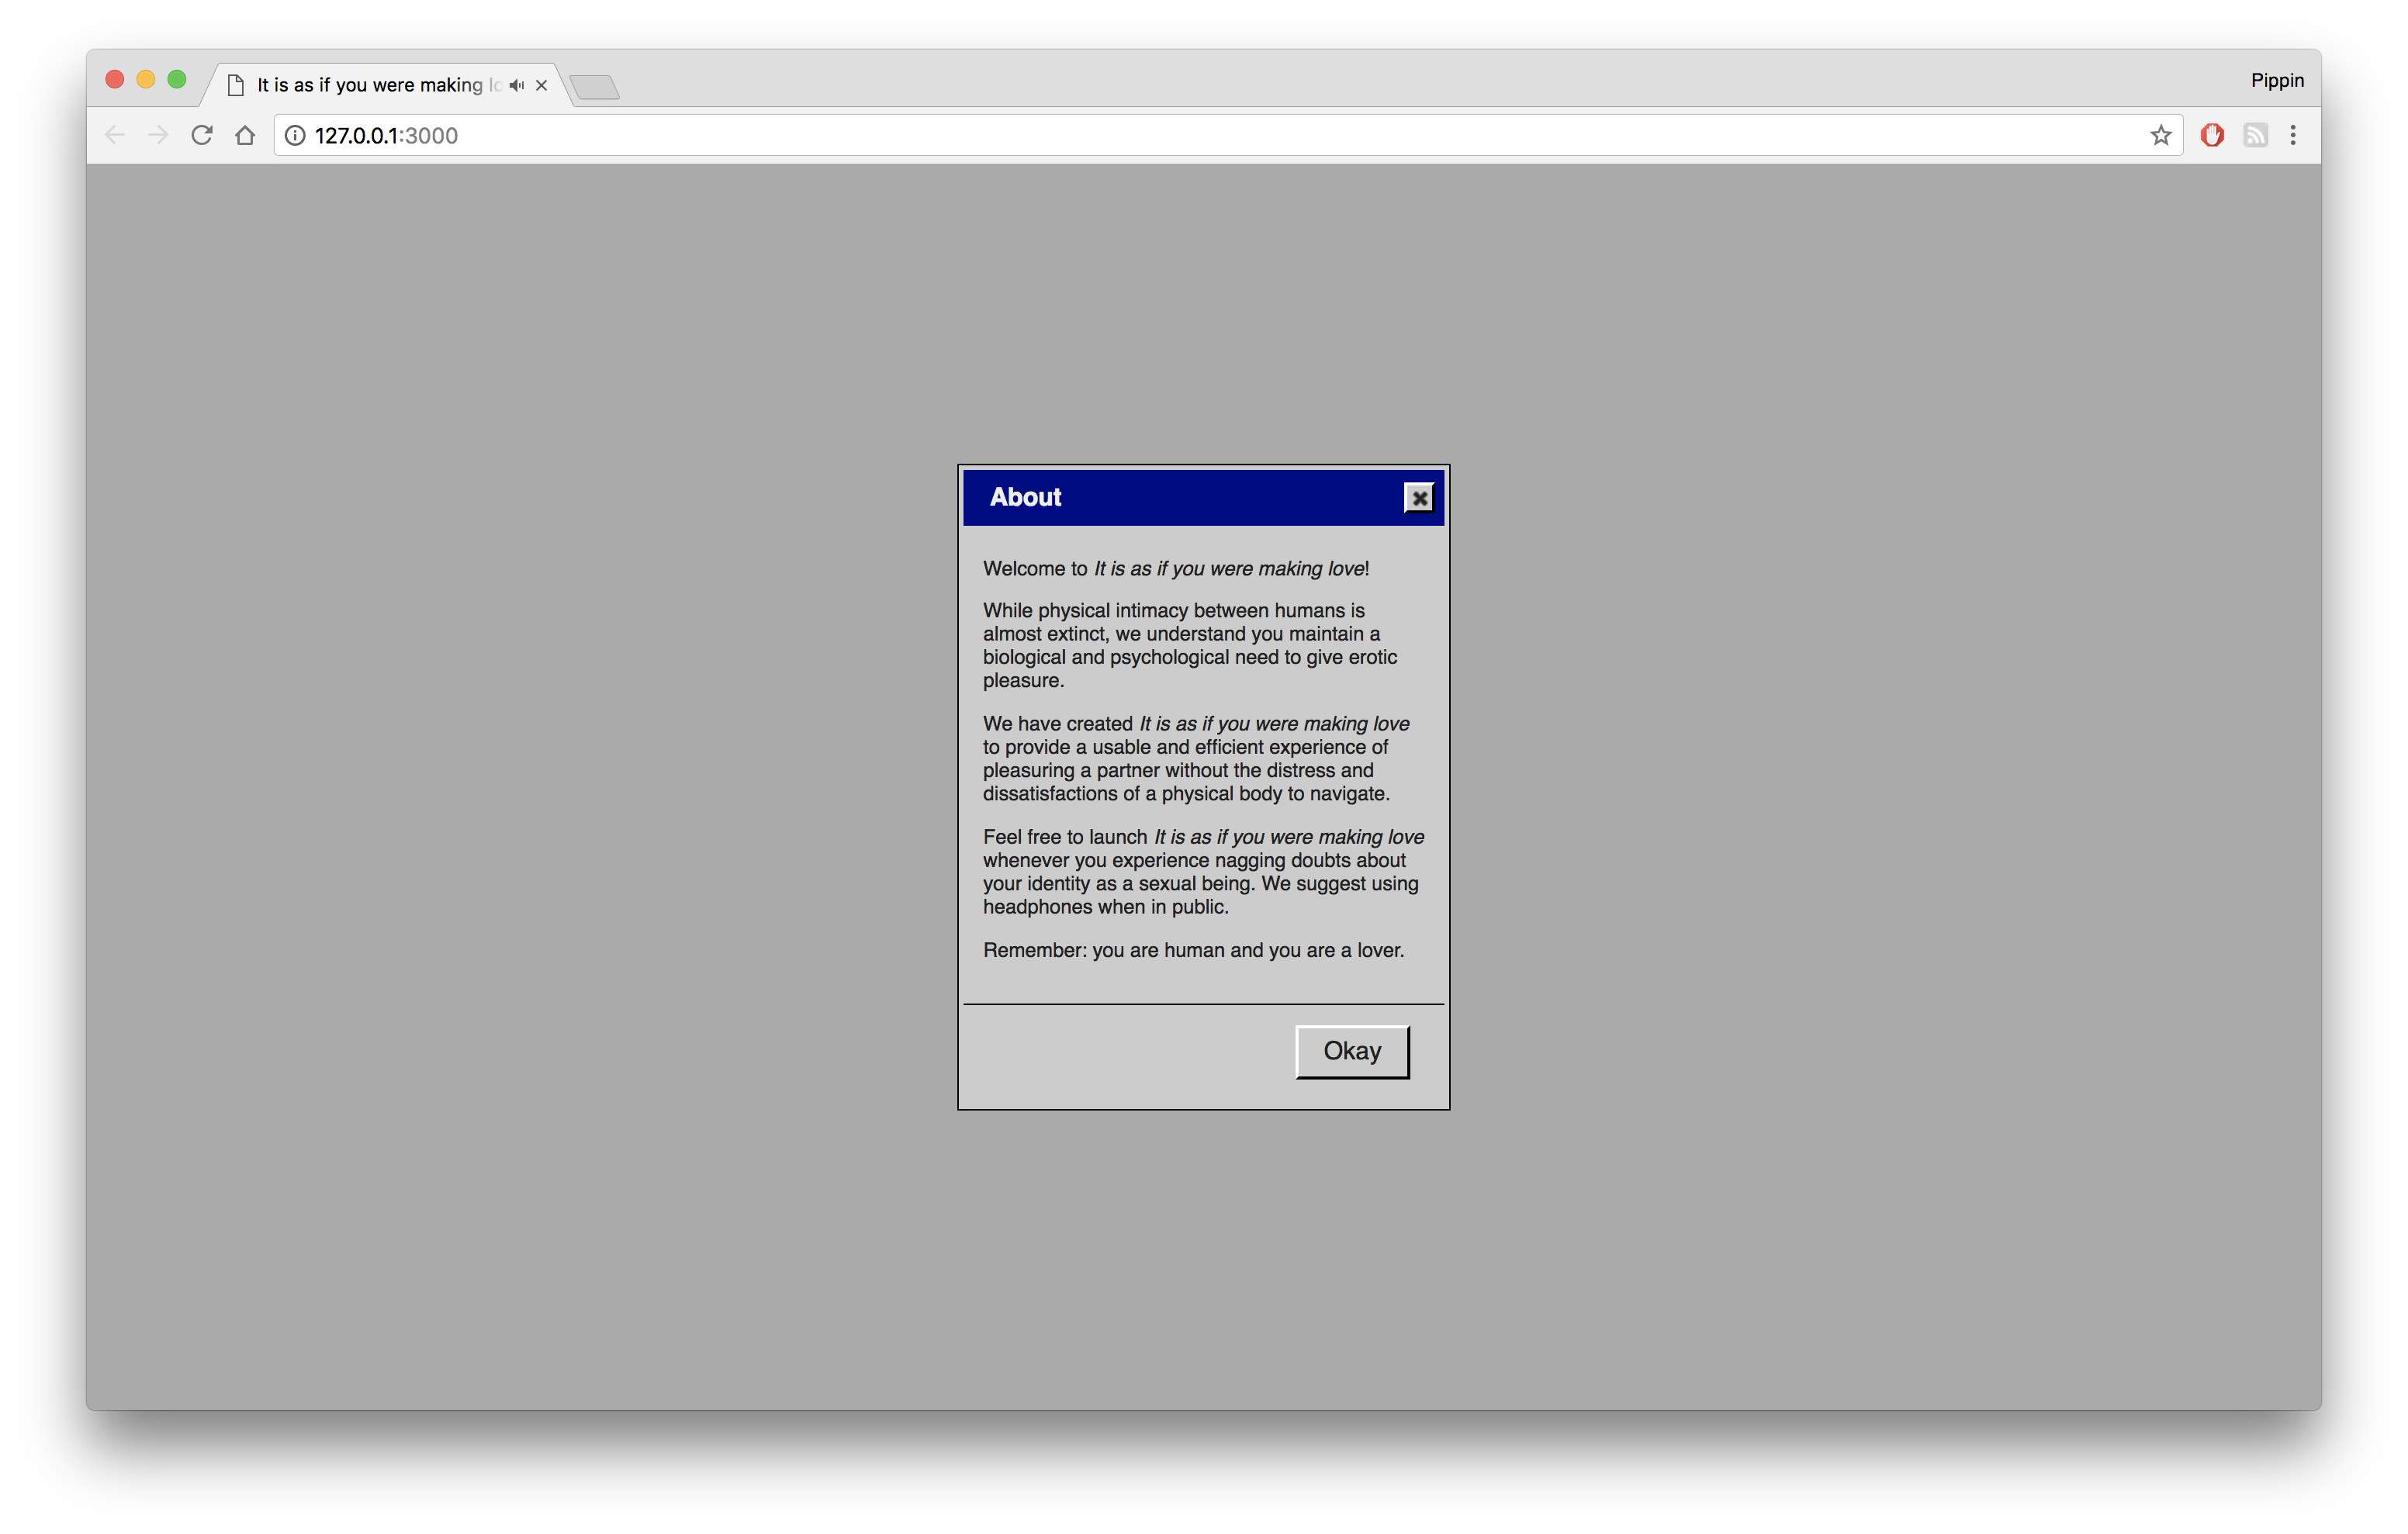 It is as if you were making lo
Pippin
127.0.0.1:3000
About
Welcome to It is as if you were making love!
While physical intimacy between humans is
almost extinct, we understand you maintain a
biological and psychological need to give erotic
pleasure.
We have created It is as if you were making love
to provide a usable and efficient experience of
pleasuring a partner without the distress and
dissatisfactions of a physical body to navigate.
Feel free to launch It is as if you were making love
whenever you experience nagging doubts about
your identity as a sexual being. We suggest using
headphones when in public.
Remember: you are human and you are a lover.
Okay